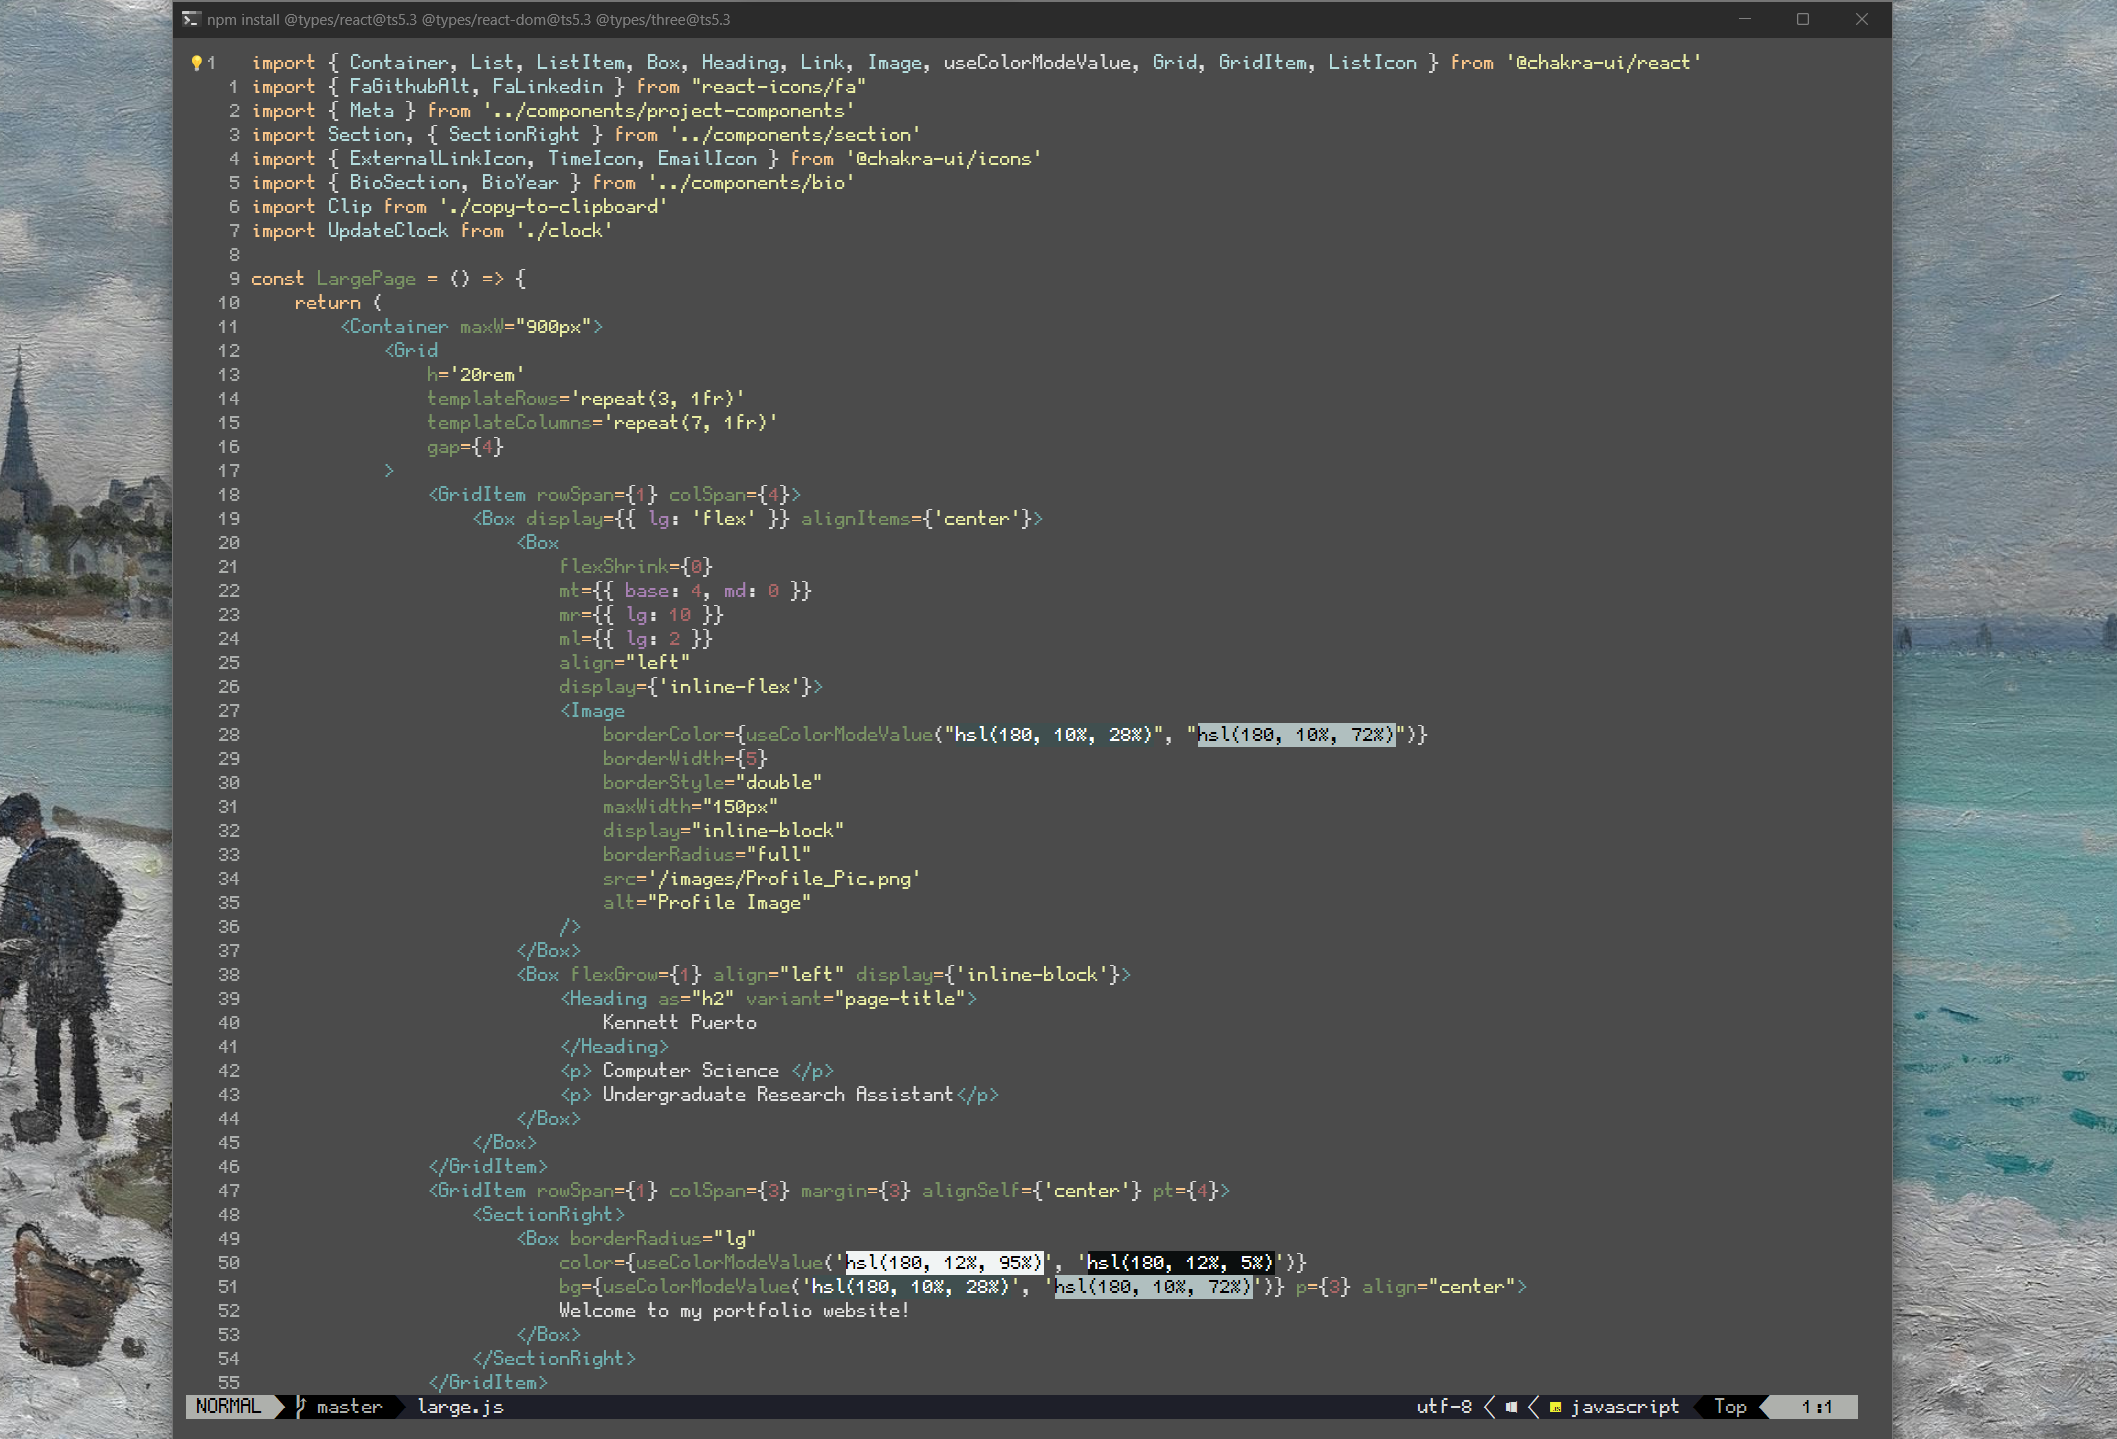 npm install @types/react@ts5.3 @types/react-dom@ts5.3 @types/three@ts5.3
1 import { Container, List, ListItem, Box, Heading, Link, Image, useColorModeValue, Grid, GridItem, ListIcon } from '@chakra-ui/react'
1 import { FaGithubAlt, FaLinkedin } from "react-icons/fa"
2 import { Meta } from '../components/project-components'
3 import Section, { SectionRight } from '../components/section'
4 import { ExternalLinkIcon, TimeIcon, EmailIcon } from '@chakra-ui/icons'
5 import { BioSection, BioYear } from '../components/bio'
6 import Clip from './copy-to-clipboard'
7 import UpdateClock from './clock'
8
9 const LargePage = () => {
10     return (
11         <Container maxW="900px">
12             <Grid
13                 h='20rem'
14                 templateRows='repeat(3, 1fr)'
15                 templateColumns='repeat(7, 1fr)'
16                 gap={4}
17             >
18                 <GridItem rowSpan={1} colSpan={4}>
19                     <Box display={{ lg: 'flex' }} alignItems={'center'}>
20                         <Box
21                             flexShrink={0}
22                             mt={{ base: 4, md: 0 }}
23                             mr={{ lg: 10 }}
24                             ml={{ lg: 2 }}
25                             align="left"
26                             display={'inline-flex'}>
27                             <Image
28                                 borderColor={useColorModeValue("hsl(180, 10%, 28%)", "hsl(180, 10%, 72%)")}
29                                 borderWidth={5}
30                                 borderStyle="double"
31                                 maxWidth="150px"
32                                 display="inline-block"
33                                 borderRadius="full"
34                                 src='/images/Profile_Pic.png'
35                                 alt="Profile Image"
36                             />
37                         </Box>
38                         <Box flexGrow={1} align="left" display={'inline-block'}>
39                             <Heading as="h2" variant="page-title">
40                                 Kennett Puerto
41                             </Heading>
42                             <p> Computer Science </p>
43                             <p> Undergraduate Research Assistant</p>
44                         </Box>
45                     </Box>
46                 </GridItem>
47                 <GridItem rowSpan={1} colSpan={3} margin={3} alignSelf={'center'} pt={4}>
48                     <SectionRight>
49                         <Box borderRadius="lg"
50                             color={useColorModeValue('hsl(180, 12%, 95%)', 'hsl(180, 12%, 5%)')}
51                             bg={useColorModeValue('hsl(180, 10%, 28%)', 'hsl(180, 10%, 72%)')} p={3} align="center">
52                             Welcome to my portfolio website!
53                         </Box>
54                     </SectionRight>
55                 </GridItem>
NORMAL master large.js utf-8 javascript Top 1:1